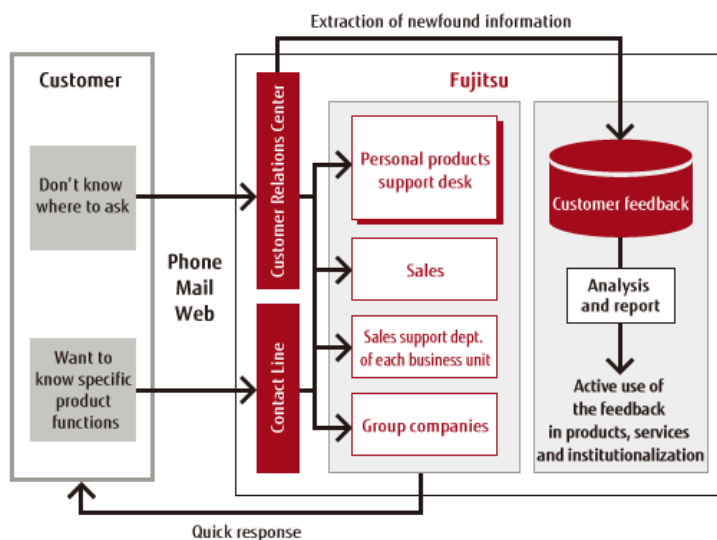 Extraction of newfound information
Customer
Don't know
where to ask
Want to
know specific
product
functions
Phone
Mail
Web
Fujitsu
Customer Relations Center
Contact Line
Personal products
support desk
Sales
Sales support dept.
of each business unit
Group companies
Customer feedback
Analysis
and report
Active use of
the feedback
in products, services
and institutionalization
Quick response